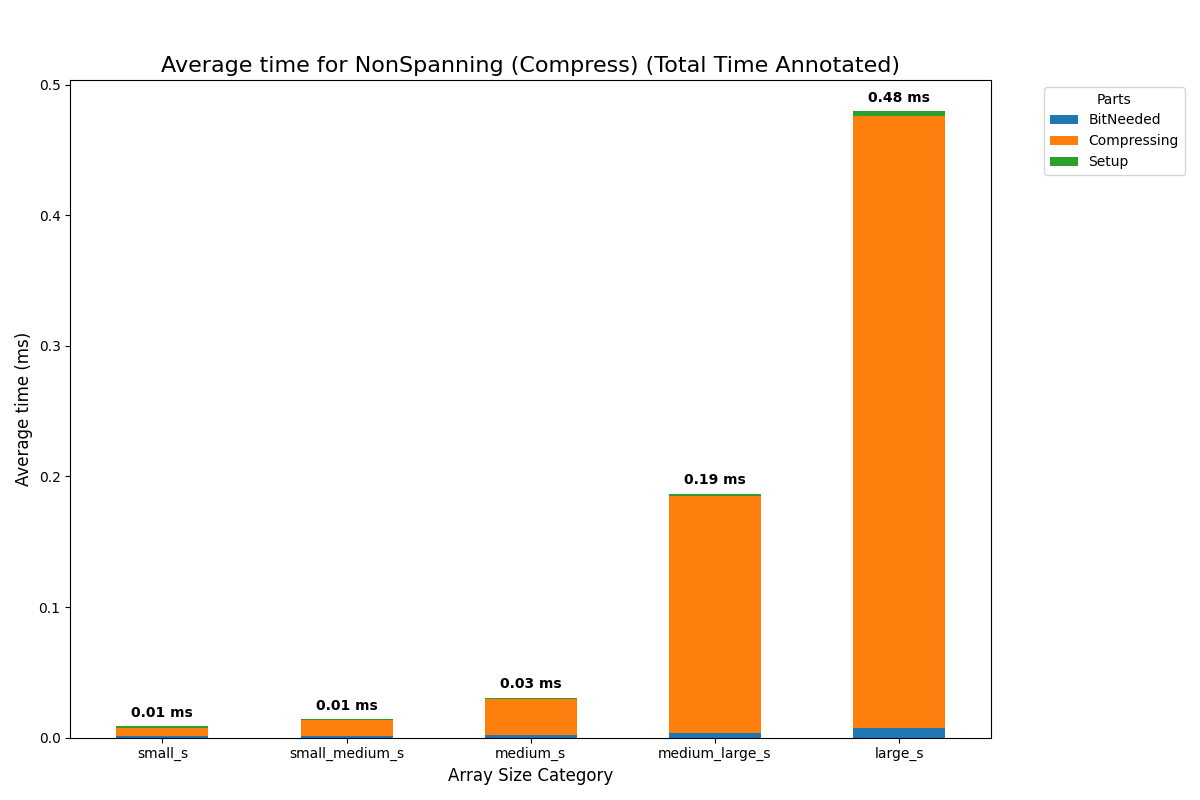 Average time for NonSpanning (Compress) (Total Time Annotated)
0.5
0.4
0.3
0.2
0.1
0.0
Average time (ms)
0.01 ms
0.01 ms
0.03 ms
0.19 ms
0.48 ms
small_s
small_medium_s
medium_s
medium_large_s
large_s
Array Size Category
Parts
BitNeeded
Compressing
Setup